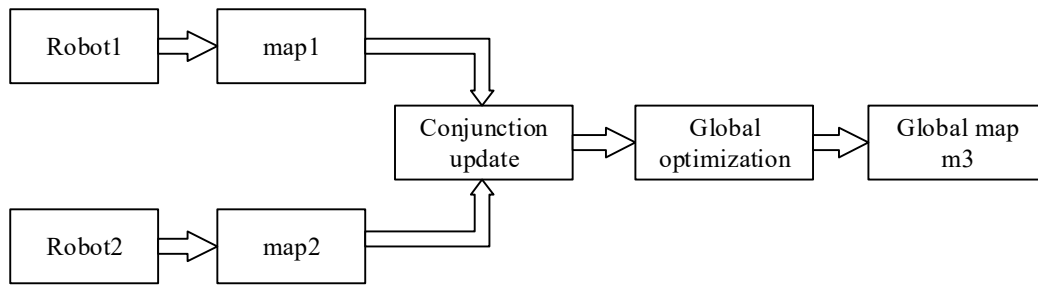 Robot1
map1
Conjunction
update
Global
optimization
Global map
m3
Robot2
map2